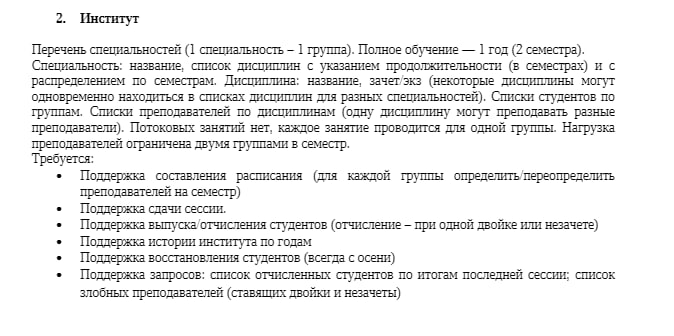 2. Институт
Перечень специальностей (1 специальность – 1 группа). Полное обучение — 1 год (2 семестра).
Специальность: название, список дисциплин с указанием продолжительности (в семестрах) и с
распределением по семестрам. Дисциплина: название, зачет/экз (некоторые дисциплины могут
одновременно находиться в списках дисциплин для разных специальностей). Списки студентов по
группам. Списки преподавателей по дисциплинам (одну дисциплину могут преподавать разные
преподаватели). Потоковых занятий нет, каждое занятие проводится для одной группы. Нагрузка
преподавателей ограничена двумя группами в семестр.
Требуется:
• Поддержка составления расписания (для каждой группы определить/переопределить
преподавателей на семестр)
• Поддержка сдачи сессии.
• Поддержка выпуска/отчисления студентов (отчисление – при одной двойке или незачете)
• Поддержка истории института по годам
• Поддержка восстановления студентов (всегда с осени)
• Поддержка запросов: список отчисленных студентов по итогам последней сессии; список
злобных преподавателей (ставящих двойки и незачеты)